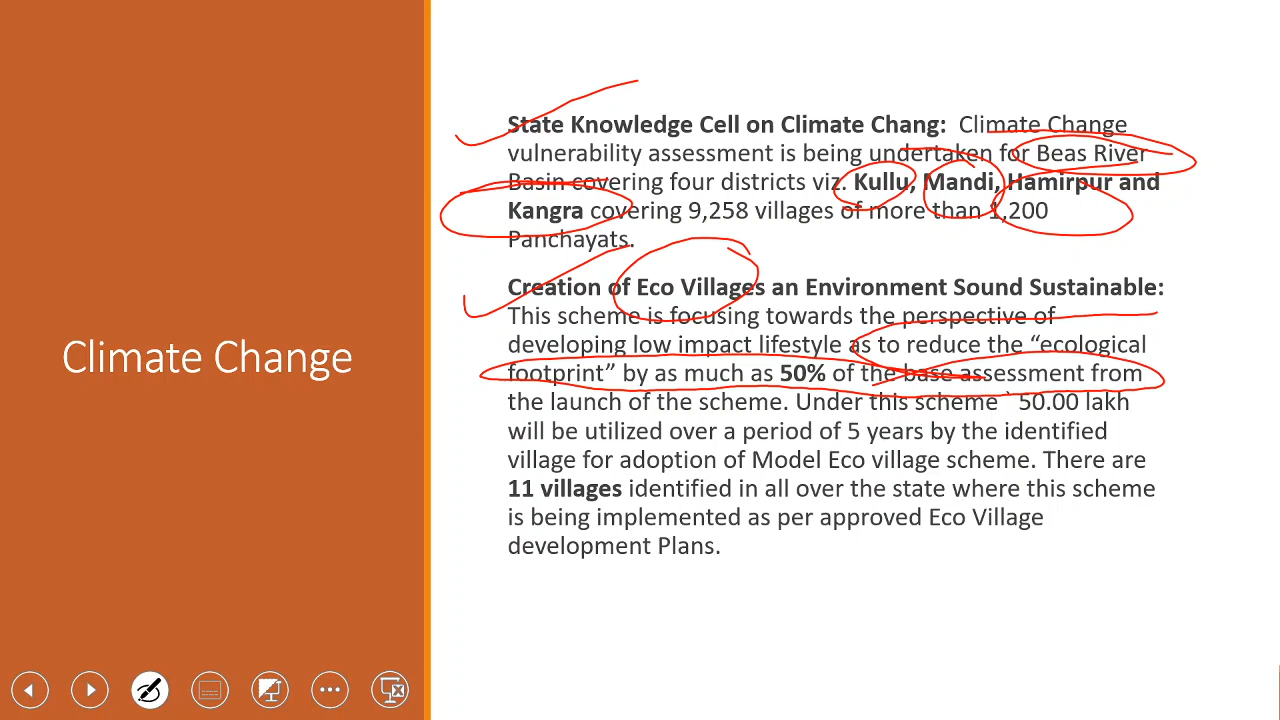 Climate Change
State Knowledge Cell on Climate Chang: Climate Change
vulnerability assessment is being undertaken for Beas River
Basin covering four districts viz. Kullu, Mandi, Hamirpur and
Kangra covering 9,258 villages of more than 1,200
Panchayats.
Creation of Eco Villages an Environment Sound Sustainable:
This scheme is focusing towards the perspective of
developing low impact lifestyle as to reduce the “ecological
footprint” by as much as 50% of the base assessment from
the launch of the scheme. Under this scheme ` 50.00 lakh
will be utilized over a period of 5 years by the identified
village for adoption of Model Eco village scheme. There are
11 villages identified in all over the state where this scheme
is being implemented as per approved Eco Village
development Plans.